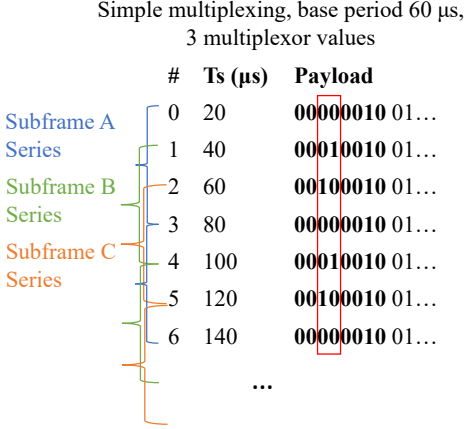 Simple multiplexing, base period 60 μs,
3 multiplexor values
# Ts (μs) Payload
0 20 00000010 01…
1 40 00010010 01…
2 60 00100010 01…
3 80 00000010 01…
4 100 00010010 01…
5 120 00100010 01…
6 140 00000010 01…
…
Subframe A
Series
Subframe B
Series
Subframe C
Series